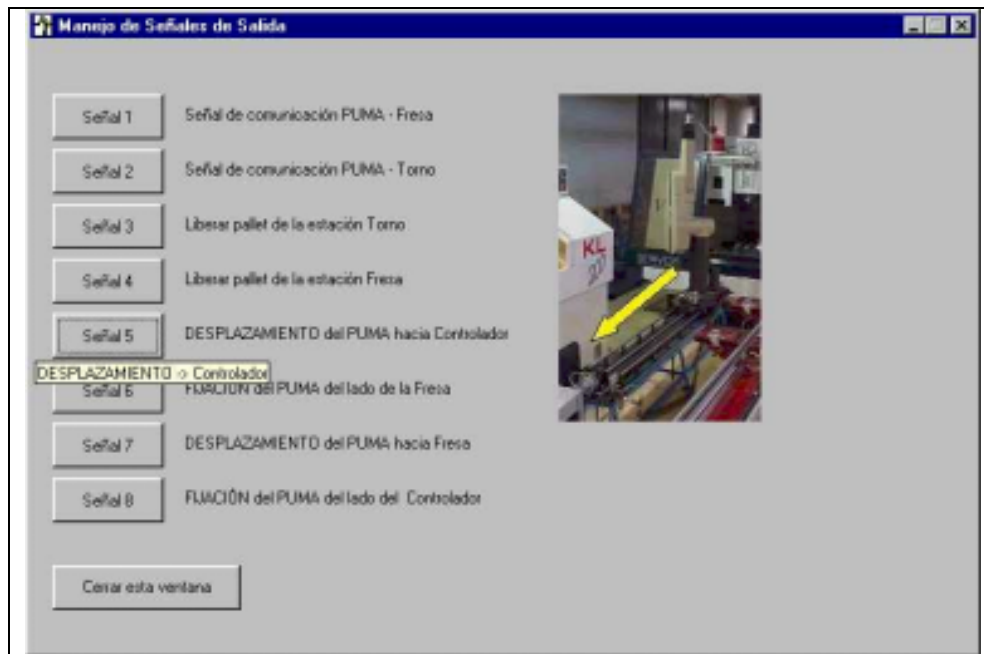 Manejo de Señales de Salida
Señal 1 Señal de comunicación PUMA - Fresa
Señal 2 Señal de comunicación PUMA - Torno
Señal 3 Liberar pallet de la estación Torno
Señal 4 Liberar pallet de la estación Fresa
Señal 5 DESPLAZAMIENTO del PUMA hacia Controlador
DESPLAZAMIENTO -> Controlador
Señal 6 FIJACIÓN del PUMA del lado de la Fresa
Señal 7 DESPLAZAMIENTO del PUMA hacia Fresa
Señal 8 FIJACIÓN del PUMA del lado del Controlador
Cerrar esta ventana
KL